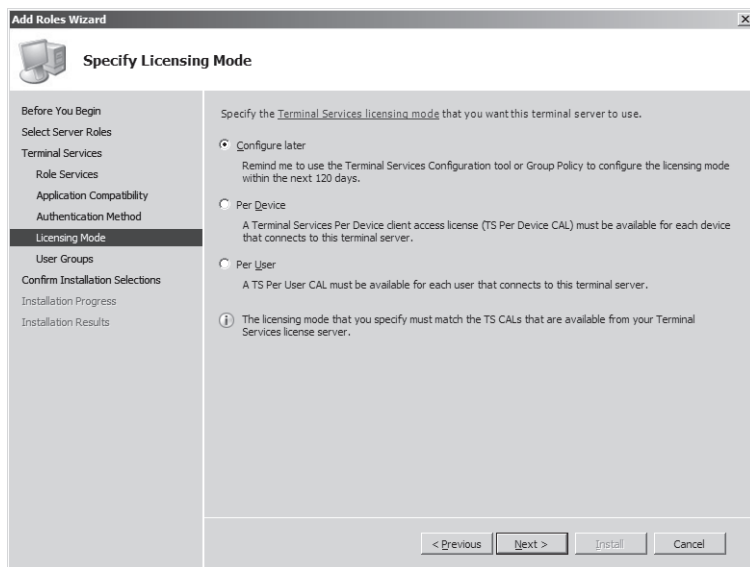 Add Roles Wizard
Specify Licensing Mode
Before You Begin
Select Server Roles
Terminal Services
Role Services
Application Compatibility
Authentication Method
Licensing Mode
User Groups
Confirm Installation Selections
Installation Progress
Installation Results
Specify the Terminal Services licensing mode that you want this terminal server to use.
Configure later
Remind me to use the Terminal Services Configuration tool or Group Policy to configure the licensing mode
within the next 120 days.
Per Device
A Terminal Services Per Device client access license (TS Per Device CAL) must be available for each device
that connects to this terminal server.
Per User
A TS Per User CAL must be available for each user that connects to this terminal server.
The licensing mode that you specify must match the TS CALs that are available from your Terminal
Services license server.
< Previous
Next >
Install
Cancel